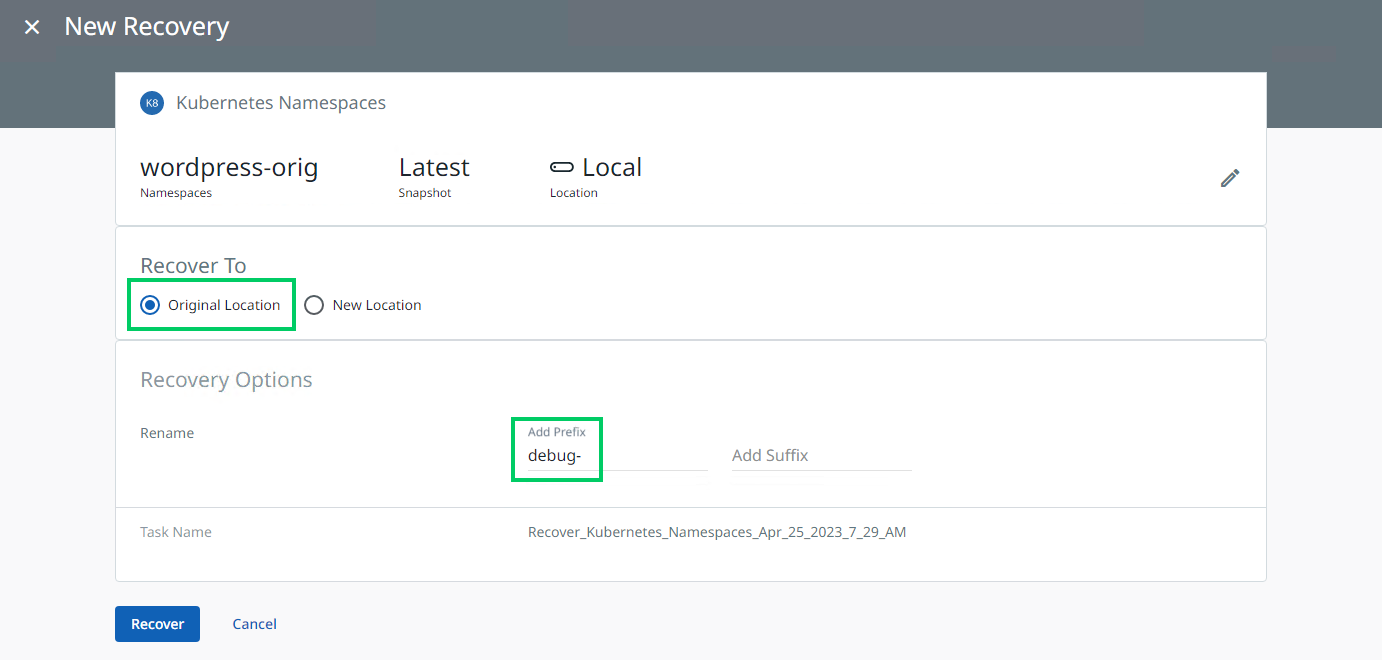 New Recovery
K8 Kubernetes Namespaces
wordpress-orig Latest Local
Namespaces Snapshot Location
Recover To
Original Location New Location
Recovery Options
Add Prefix
Rename
debug- Add Suffix
Task Name Recover_Kubernetes_Namespaces_Apr_25_2023_7_29_AM
Recover Cancel